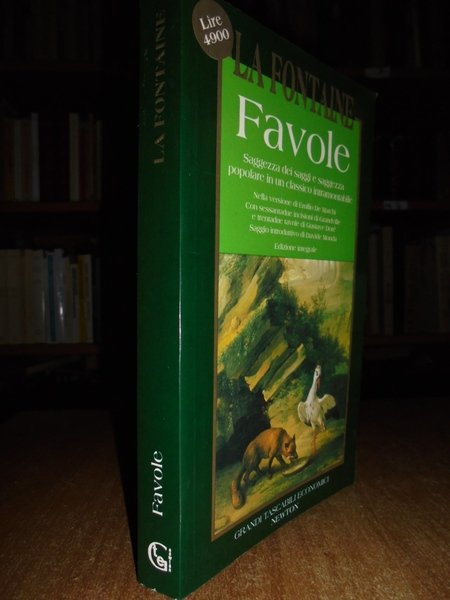 Lire
4900
LA FONTAINE
Favole
Saggezza dei saggi e saggezza
popolare in un classico intramontabile
Nella versione di Emilio De Marchi
Con sessantadue incisioni di Grandville
e trentadue tavole di Gustave Doré
Saggio introduttivo di Davide Monda
Edizione integrale
GRANDI TASCABILI ECONOMICI
NEWTON
LA FONTAINE
Favole